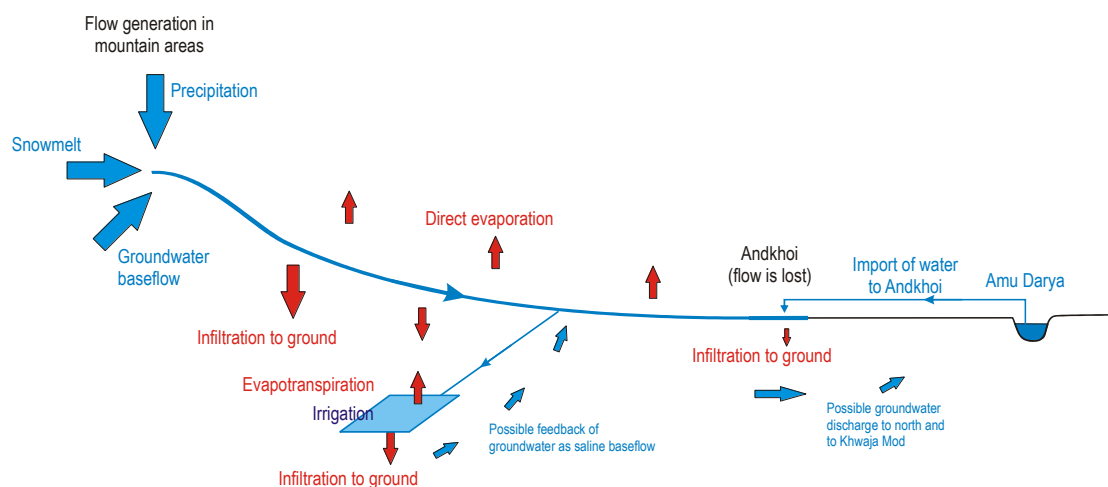 Flow generation in
mountain areas
Precipitation
Snowmelt
Groundwater
baseflow
Direct evaporation
Infiltration to ground
Evapotranspiration
Irrigation
Infiltration to ground
Possible feedback of
groundwater as saline baseflow
Andkhoi
(flow is lost)
Import of water
to Andkhoi
Amu Darya
Infiltration to ground
Possible groundwater
discharge to north and
to Khwaja Mod